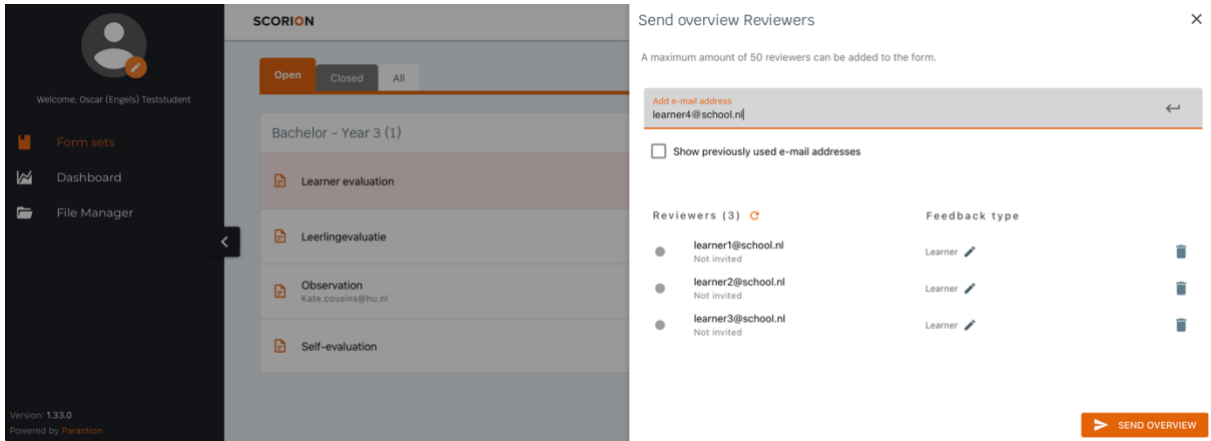 Welcome, Oscar (Engels) Teststudent
Form sets
Dashboard
File Manager
Version: 1.33.0
Powered by Parantion
SCORION
Open
Closed
All
Bachelor - Year 3 (1)
Learner evaluation
Leerlingevaluatie
Observation
Kate.cousins@hu.nl
Self-evaluation
Send overview Reviewers
A maximum amount of 50 reviewers can be added to the form.
Add e-mail address
learner4@school.nl
Show previously used e-mail addresses
Reviewers (3)
Feedback type
learner1@school.nl
Not invited
Learner
learner2@school.nl
Not invited
Learner
learner3@school.nl
Not invited
Learner
SEND OVERVIEW